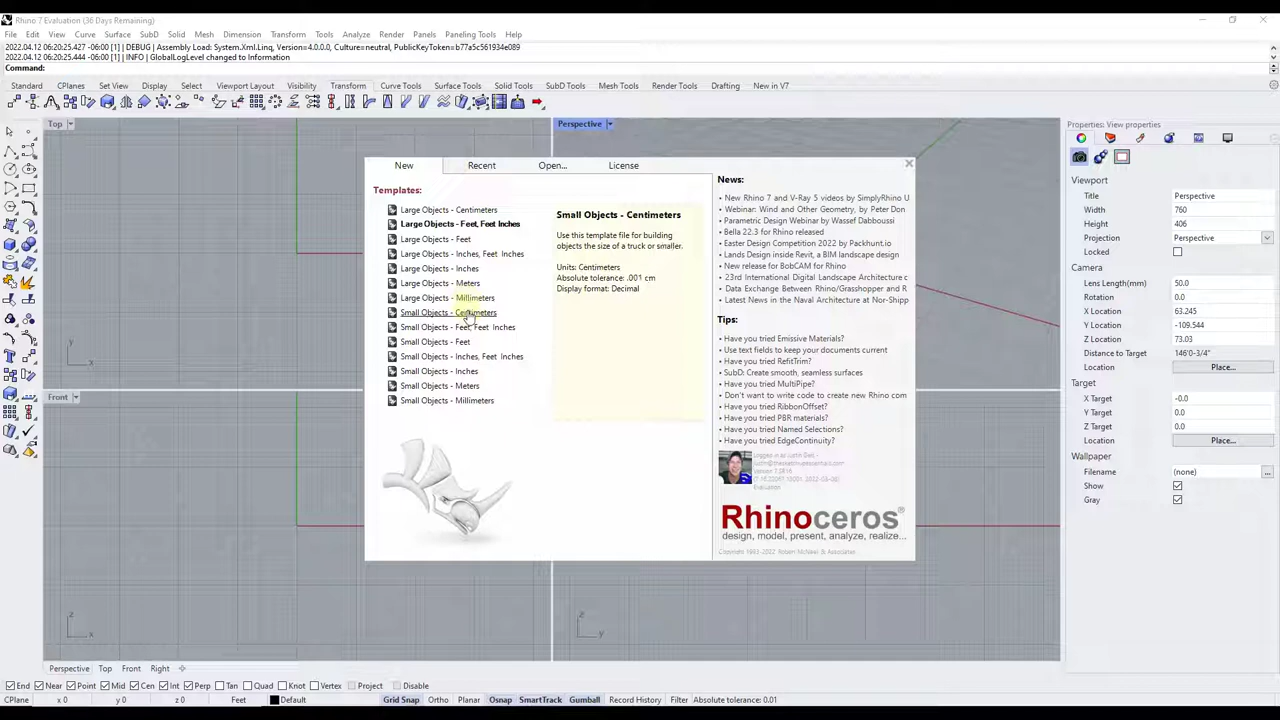 Rhino 7 Evaluation (36 Days Remaining)
File Edit View Curve Surface SubD Solid Mesh Dimension Transform Tools Analyze Render Panels Paneling Tools Help
2022.04.12 06:20:25.427 -06:00 [1] | DEBUG | Assembly Load: System.Xml.Linq, Version=4.0.0.0, Culture=neutral, PublicKeyToken=b77a5c561934e089
2022.04.12 06:20:25.444 -06:00 [1] | INFO | GlobalLogLevel changed to Information
Command:
Standard CPlanes Set View Display Select Viewport Layout Visibility Transform Curve Tools Surface Tools Solid Tools SubD Tools Mesh Tools Render Tools Drafting New in V7
Top
Perspective
y
x
Front
z
x
z
y
New Recent Open... License
Templates:
Large Objects - Centimeters
Large Objects - Feet, Feet Inches
Large Objects - Feet
Large Objects - Inches, Feet Inches
Large Objects - Inches
Large Objects - Meters
Large Objects - Millimeters
Small Objects - Centimeters
Small Objects - Feet, Feet Inches
Small Objects - Feet
Small Objects - Inches, Feet Inches
Small Objects - Inches
Small Objects - Meters
Small Objects - Millimeters
Small Objects - Centimeters
Use this template file for building
objects the size of a truck or smaller.
Units: Centimeters
Absolute tolerance: .001 cm
Display format: Decimal
News:
• New Rhino 7 and V-Ray 5 videos by SimplyRhino U
• Webinar: Wind and Other Geometry, by Peter Don
• Parametric Design Webinar by Wassef Dabboussi
• Bella 22.3 for Rhino released
• Easter Design Competition 2022 by Packhunt.io
• Lands Design inside Revit, a BIM landscape design
• New release for BobCAM for Rhino
• 23rd International Digital Landscape Architecture c
• Data Exchange Between Rhino/Grasshopper and R
• Latest News in the Naval Architecture at Nor-Shipp
Tips:
• Have you tried Emissive Materials?
• Use text fields to keep your documents current
• Have you tried RefitTrim?
• SubD: Create smooth, seamless surfaces
• Have you tried MultiPipe?
• Don't want to write code to create new Rhino com
• Have you tried RibbonOffset?
• Have you tried PBR materials?
• Have you tried Named Selections?
• Have you tried EdgeContinuity?
Evaluation
Rhinoceros®
design, model, present, analyze, realize...
Copyright 1993-2022 Robert McNeel & Associates
Properties: View properties
Viewport
Title Perspective
Width 760
Height 406
Projection Perspective
Locked
Camera
Lens Length(mm) 50.0
Rotation 0.0
X Location 63.245
Y Location -109.544
Z Location 73.03
Distance to Target 146'0-3/4"
Location Place...
Target
X Target -0.0
Y Target 0.0
Z Target 0.0
Location Place...
Wallpaper
Filename (none) ...
Show
Gray
Perspective Top Front Right
End Near Point Mid Cen Int Perp Tan Quad Knot Vertex Project Disable
CPlane x 0 y 0 z 0 Feet Default Grid Snap Ortho Planar Osnap SmartTrack Gumball Record History Filter Absolute tolerance: 0.01